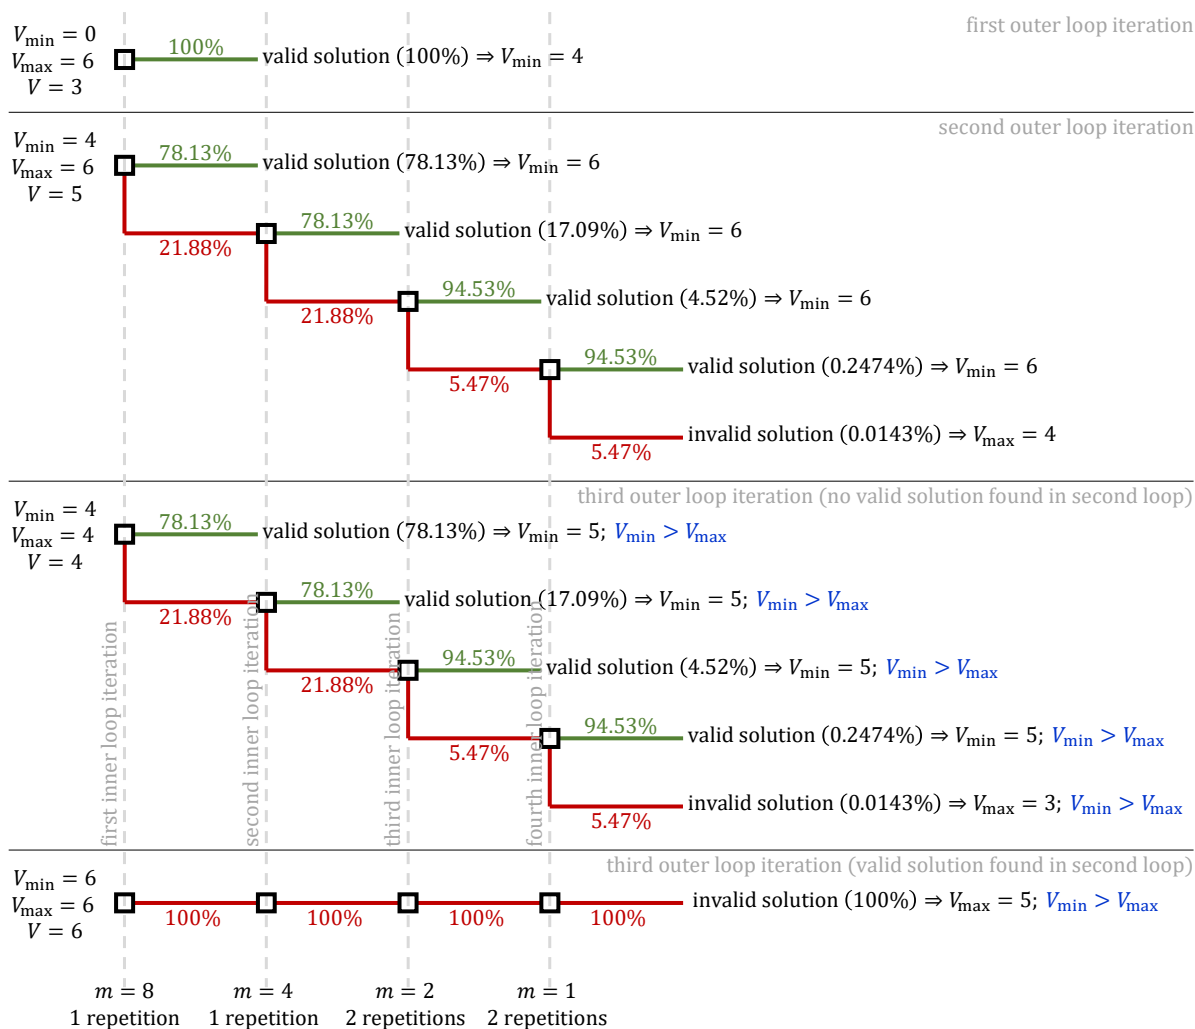 first outer loop iteration
V_min = 0
V_max = 6
V = 3
100%
valid solution (100%) ⇒ V_min = 4
second outer loop iteration
V_min = 4
V_max = 6
V = 5
78.13%
valid solution (78.13%) ⇒ V_min = 6
21.88%
78.13%
valid solution (17.09%) ⇒ V_min = 6
21.88%
94.53%
valid solution (4.52%) ⇒ V_min = 6
5.47%
94.53%
valid solution (0.2474%) ⇒ V_min = 6
5.47%
invalid solution (0.0143%) ⇒ V_max = 4
third outer loop iteration (no valid solution found in second loop)
V_min = 4
V_max = 4
V = 4
78.13%
valid solution (78.13%) ⇒ V_min = 5; V_min > V_max
21.88%
78.13%
valid solution (17.09%) ⇒ V_min = 5; V_min > V_max
21.88%
94.53%
valid solution (4.52%) ⇒ V_min = 5; V_min > V_max
5.47%
94.53%
valid solution (0.2474%) ⇒ V_min = 5; V_min > V_max
5.47%
invalid solution (0.0143%) ⇒ V_max = 3; V_min > V_max
first inner loop iteration
second inner loop iteration
third inner loop iteration
fourth inner loop iteration
third outer loop iteration (valid solution found in second loop)
V_min = 6
V_max = 6
V = 6
100%
100%
100%
100%
invalid solution (100%) ⇒ V_max = 5; V_min > V_max
m = 8
1 repetition
m = 4
1 repetition
m = 2
2 repetitions
m = 1
2 repetitions